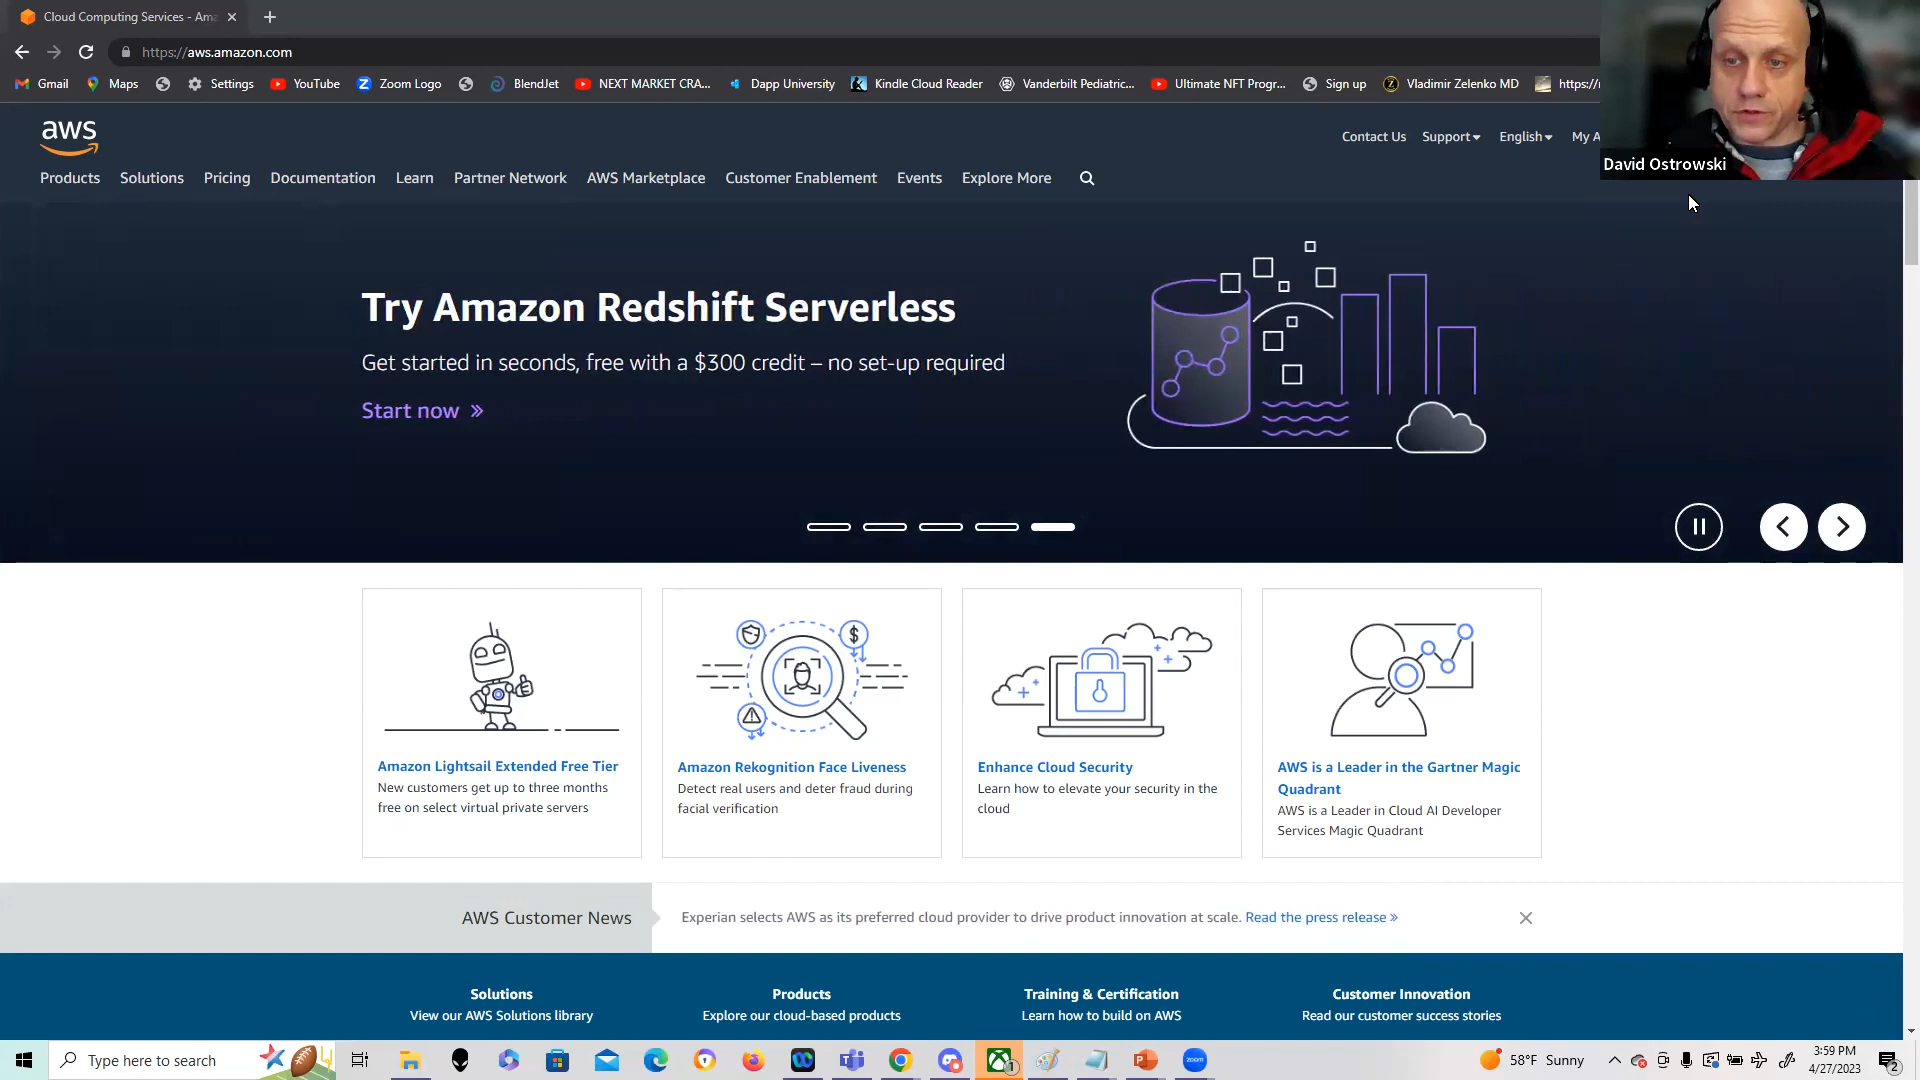 Cloud Computing Services - Ama
https://aws.amazon.com
Gmail Maps Settings YouTube Zoom Logo BlendJet NEXT MARKET CRA... Dapp University Kindle Cloud Reader Vanderbilt Pediatric... Ultimate NFT Progr... Sign up Vladimir Zelenko MD https://r
aws
Contact Us Support English My A
David Ostrowski
Products Solutions Pricing Documentation Learn Partner Network AWS Marketplace Customer Enablement Events Explore More
Try Amazon Redshift Serverless
Get started in seconds, free with a $300 credit – no set-up required
Start now »
Amazon Lightsail Extended Free Tier
New customers get up to three months
free on select virtual private servers
Amazon Rekognition Face Liveness
Detect real users and deter fraud during
facial verification
Enhance Cloud Security
Learn how to elevate your security in the
cloud
AWS is a Leader in the Gartner Magic
Quadrant
AWS is a Leader in Cloud AI Developer
Services Magic Quadrant
AWS Customer News
Experian selects AWS as its preferred cloud provider to drive product innovation at scale. Read the press release »
Solutions
View our AWS Solutions library
Products
Explore our cloud-based products
Training & Certification
Learn how to build on AWS
Customer Innovation
Read our customer success stories
Type here to search
1
zoom
58°F Sunny
3:59 PM
4/27/2023
2